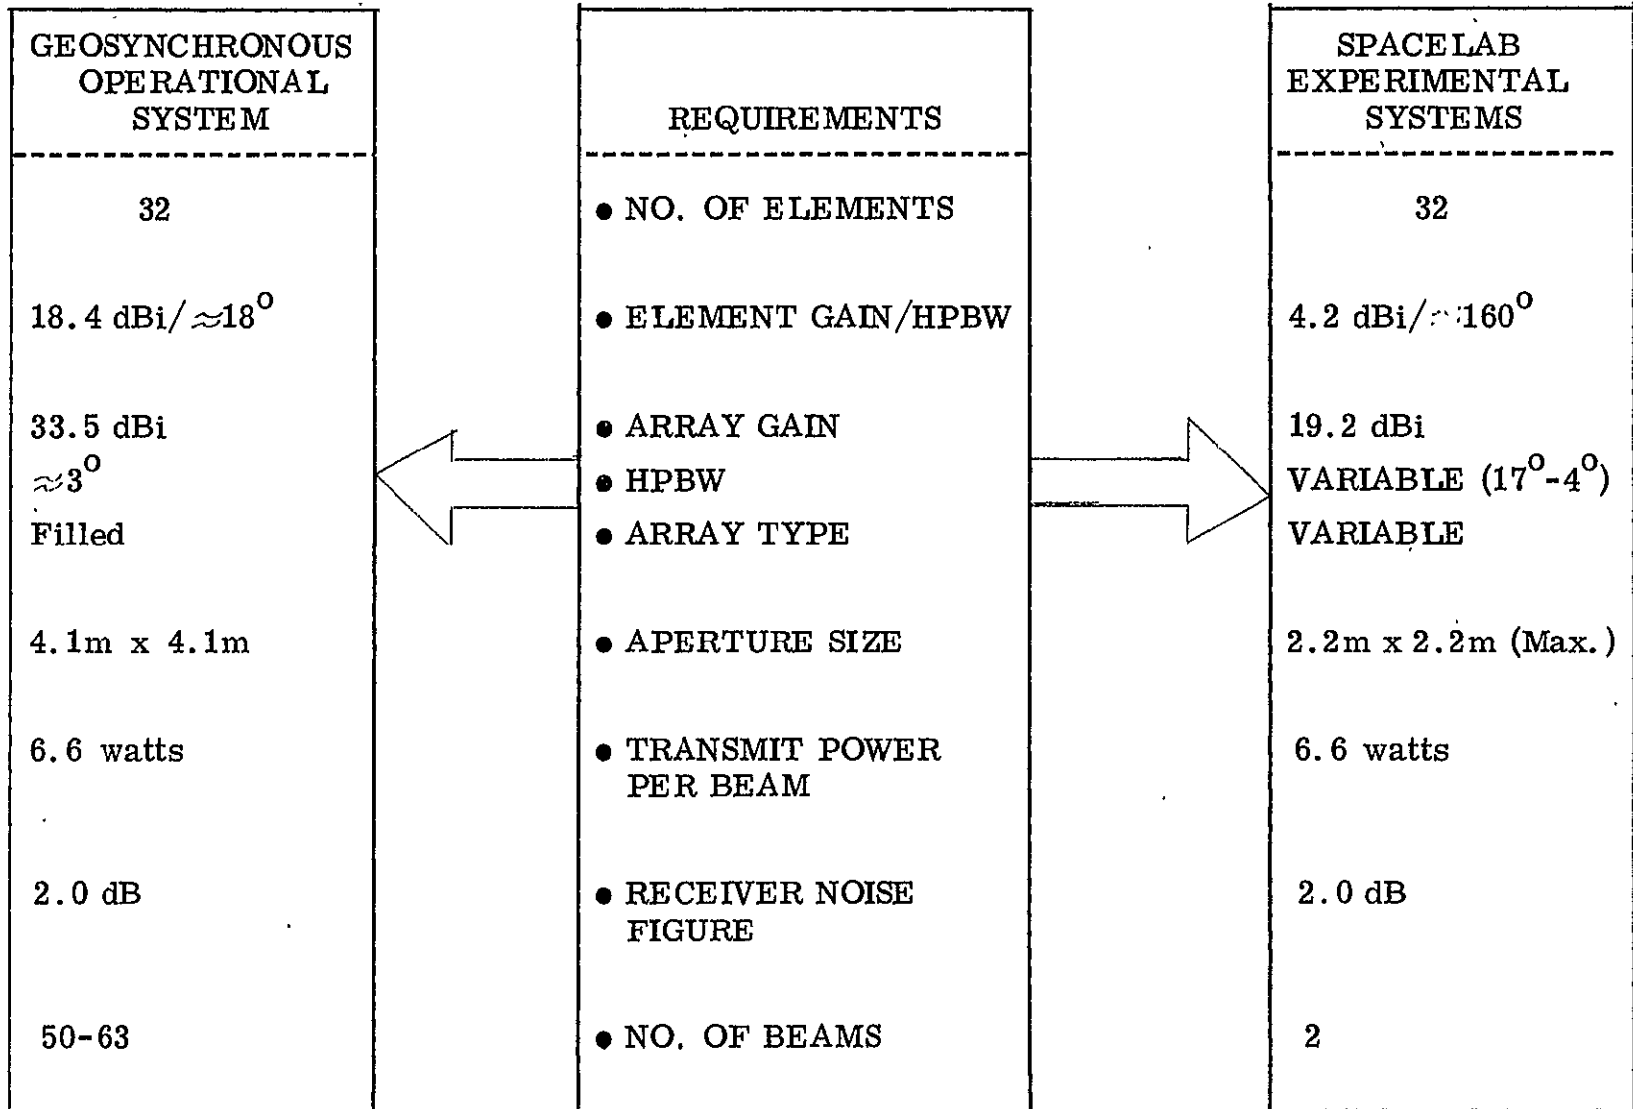 GEOSYNCHRONOUS
OPERATIONAL
SYSTEM
32
18.4 dBi/≈18°
33.5 dBi
≈3°
Filled
4.1m x 4.1m
6.6 watts
2.0 dB
50-63
REQUIREMENTS
• NO. OF ELEMENTS
• ELEMENT GAIN/HPBW
• ARRAY GAIN
• HPBW
• ARRAY TYPE
• APERTURE SIZE
• TRANSMIT POWER
PER BEAM
• RECEIVER NOISE
FIGURE
• NO. OF BEAMS
SPACELAB
EXPERIMENTAL
SYSTEMS
32
4.2 dBi/≈160°
19.2 dBi
VARIABLE (17°-4°)
VARIABLE
2.2m x 2.2m (Max.)
6.6 watts
2.0 dB
2